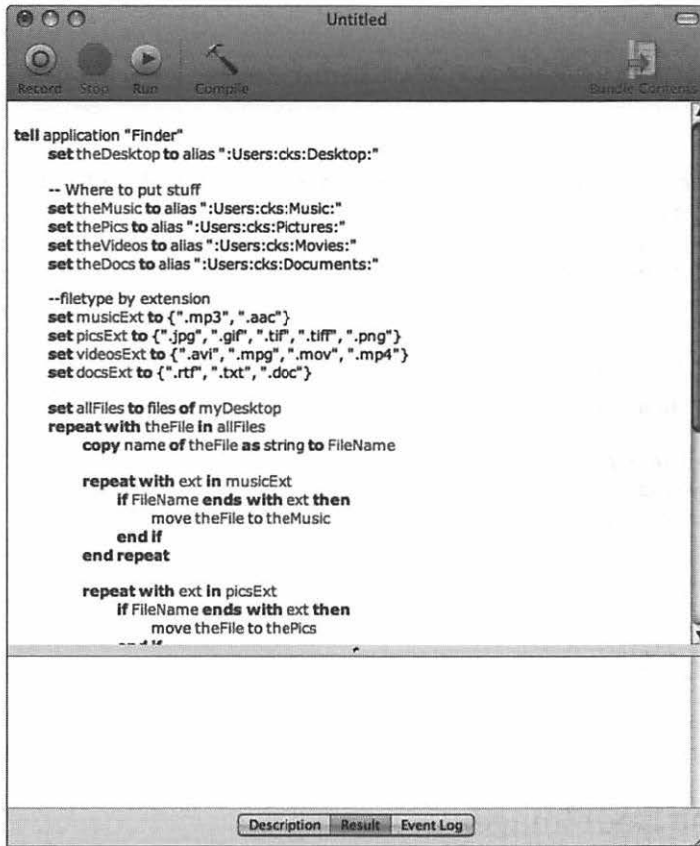 Untitled
Record Stop Run Compile Bundle Contents
tell application "Finder"
set theDesktop to alias ":Users:cks:Desktop:"
-- Where to put stuff
set theMusic to alias ":Users:cks:Music:"
set thePics to alias ":Users:cks:Pictures:"
set theVideos to alias ":Users:cks:Movies:"
set theDocs to alias ":Users:cks:Documents:"
--filetype by extension
set musicExt to {".mp3", ".aac"}
set picsExt to {".jpg", ".gif", ".tif", ".tiff", ".png"}
set videosExt to {".avi", ".mpg", ".mov", ".mp4"}
set docsExt to {".rtf", ".txt", ".doc"}
set allFiles to files of myDesktop
repeat with theFile in allFiles
copy name of theFile as string to FileName
repeat with ext in musicExt
if FileName ends with ext then
move theFile to theMusic
end if
end repeat
repeat with ext in picsExt
if FileName ends with ext then
move theFile to thePics
end if
Description Result Event Log